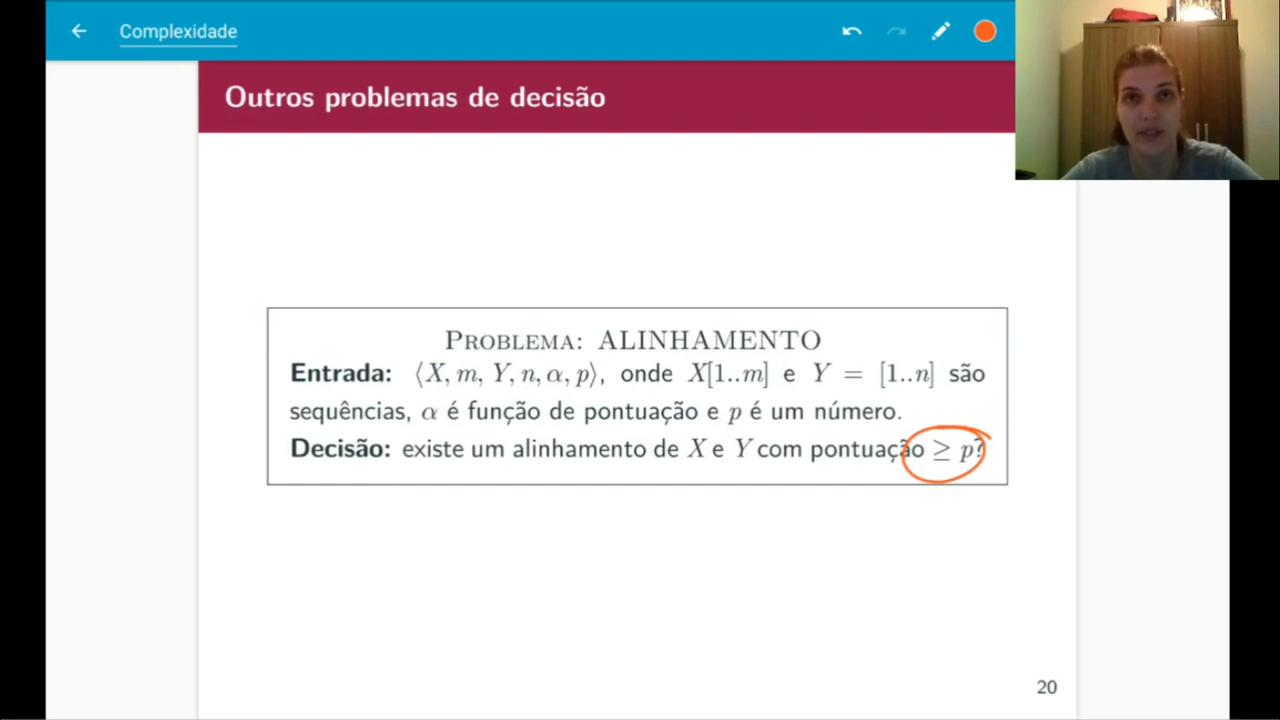 Complexidade
Outros problemas de decisão
Problema: ALINHAMENTO
Entrada: ⟨X, m, Y, n, α, p⟩, onde X[1..m] e Y = [1..n] são
sequências, α é função de pontuação e p é um número.
Decisão: existe um alinhamento de X e Y com pontuação ≥ p?
20